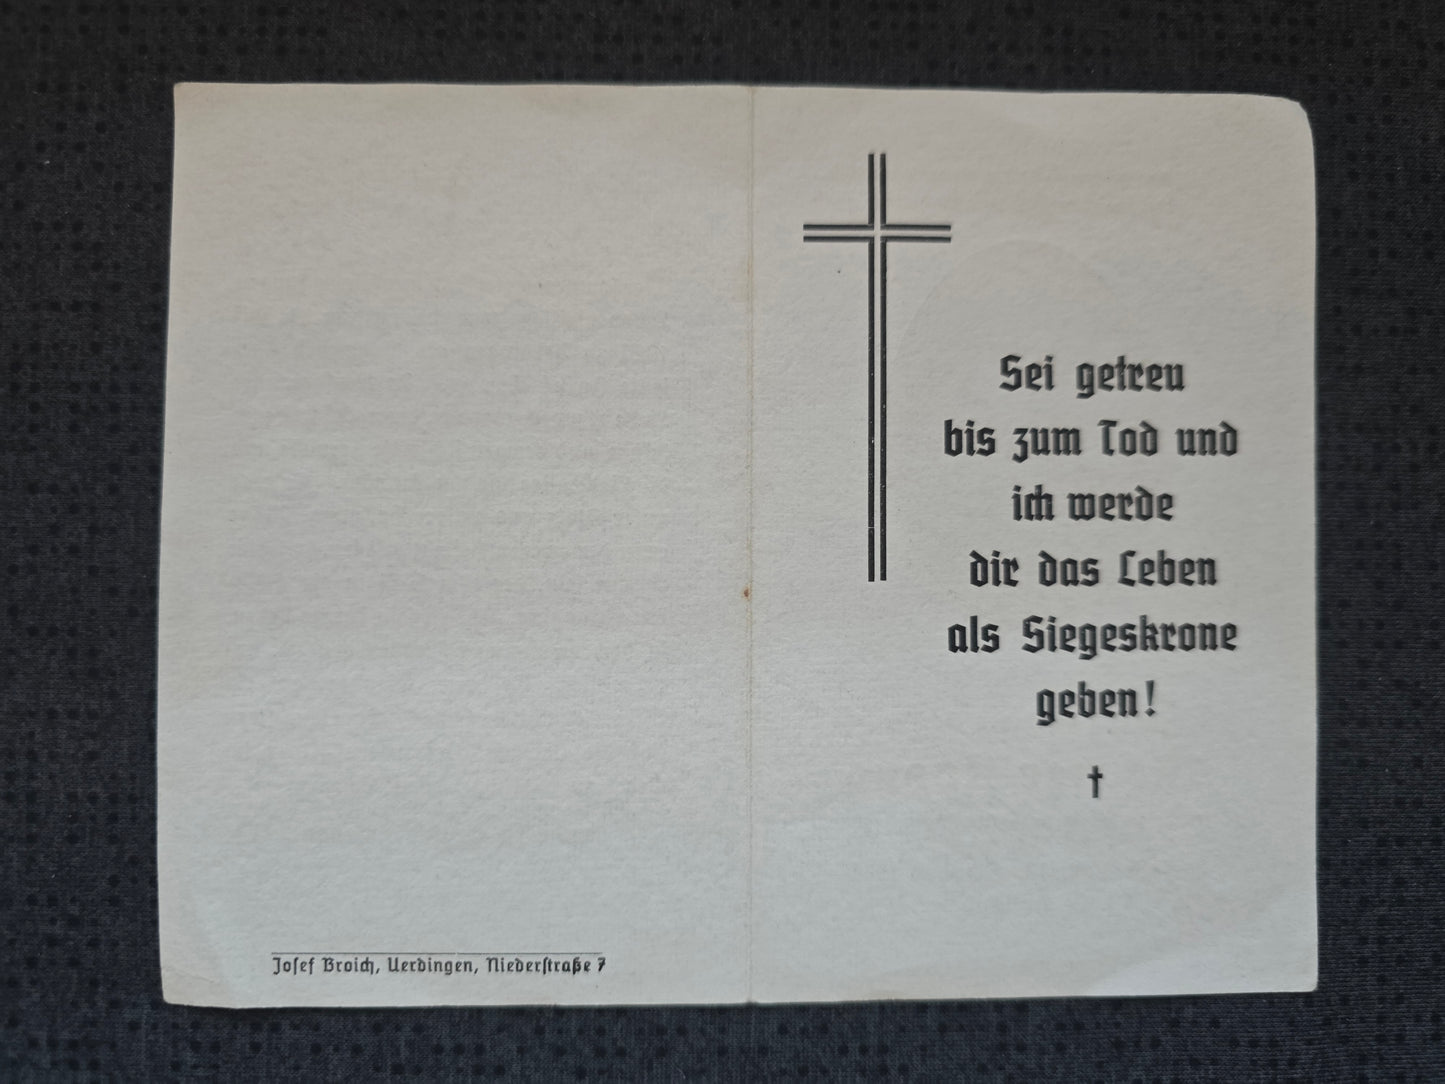 Sei getreu
bis zum Tod und
ich werde
dir das Leben
als Siegeskrone
geben!
†
Josef Broich, Uerdingen, Niederstraße 7